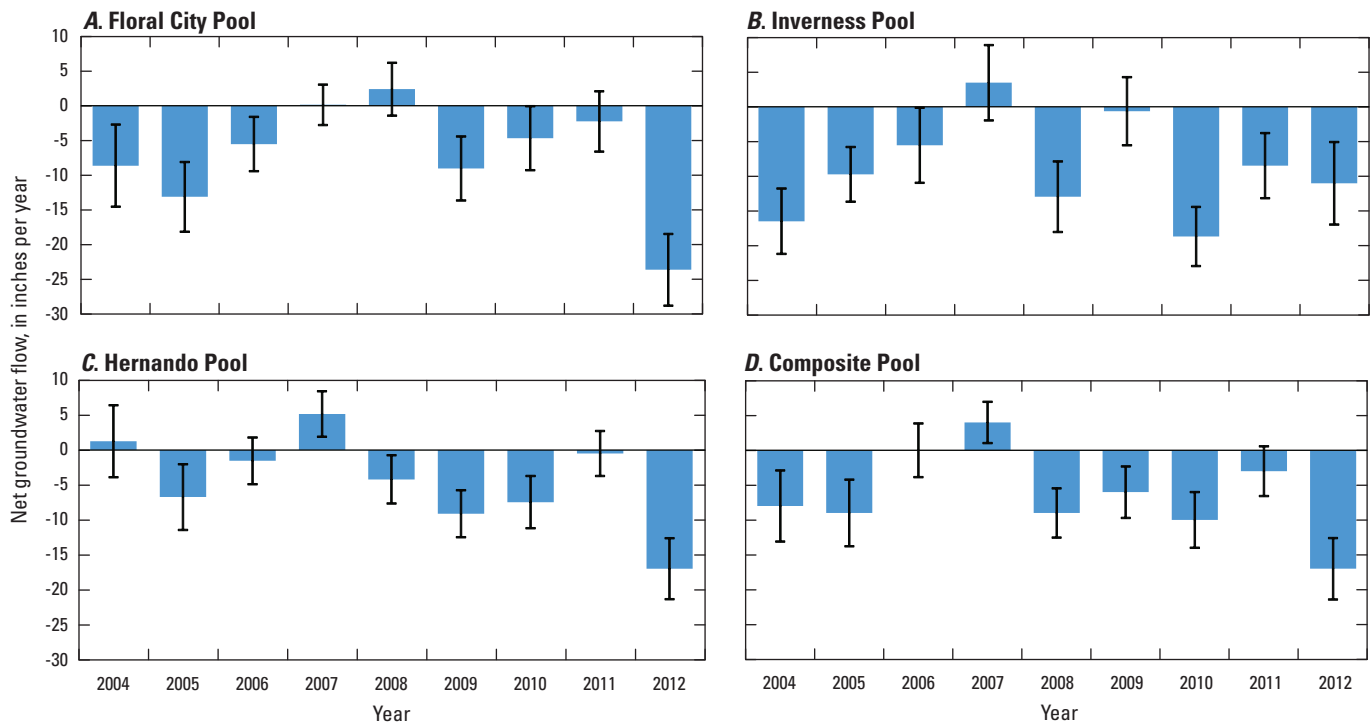 A. Floral City Pool
10
5
0
-5
-10
-15
-20
-25
-30
B. Inverness Pool
Net groundwater flow, in inches per year
C. Hernando Pool
10
5
0
-5
-10
-15
-20
-25
-30
2004 2005 2006 2007 2008 2009 2010 2011 2012
Year
D. Composite Pool
2004 2005 2006 2007 2008 2009 2010 2011 2012
Year